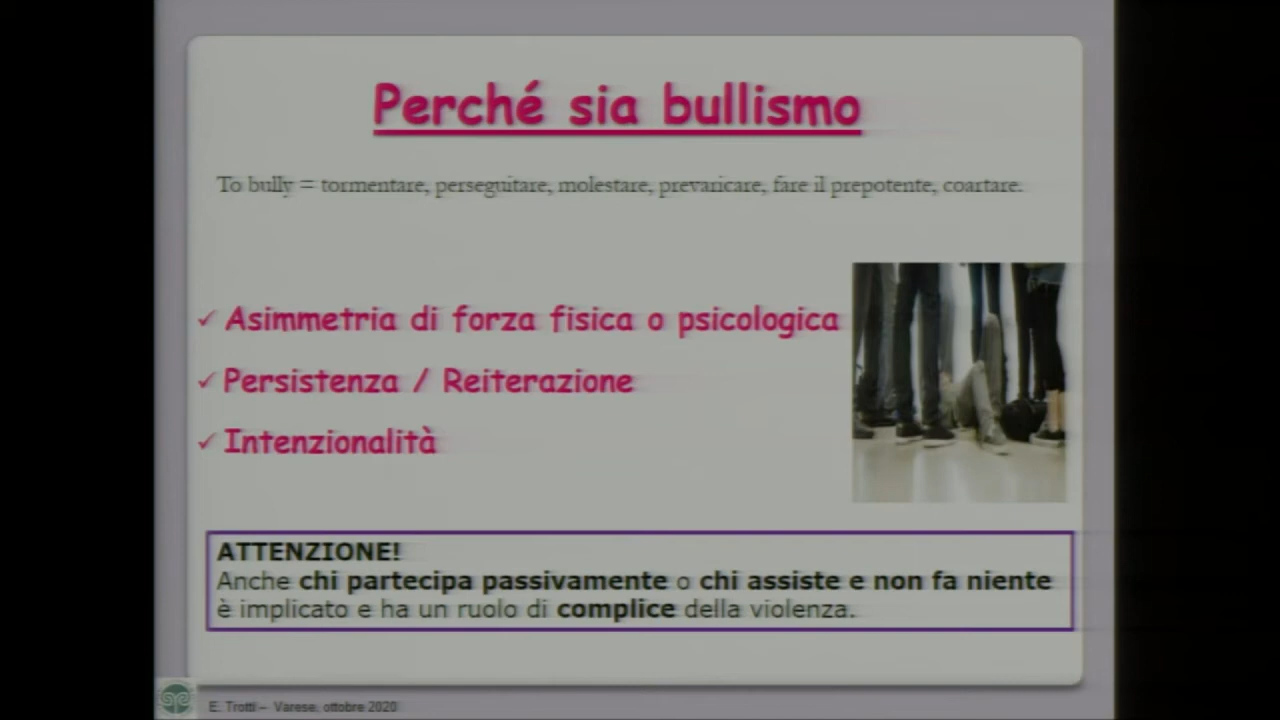 Perché sia bullismo
To bully = tormentare, perseguitare, molestare, prevaricare, fare il prepotente, coartare.
✓ Asimmetria di forza fisica o psicologica
✓ Persistenza / Reiterazione
✓ Intenzionalità
ATTENZIONE!
Anche chi partecipa passivamente o chi assiste e non fa niente
è implicato e ha un ruolo di complice della violenza.
E. Trotti – Varese, ottobre 2020